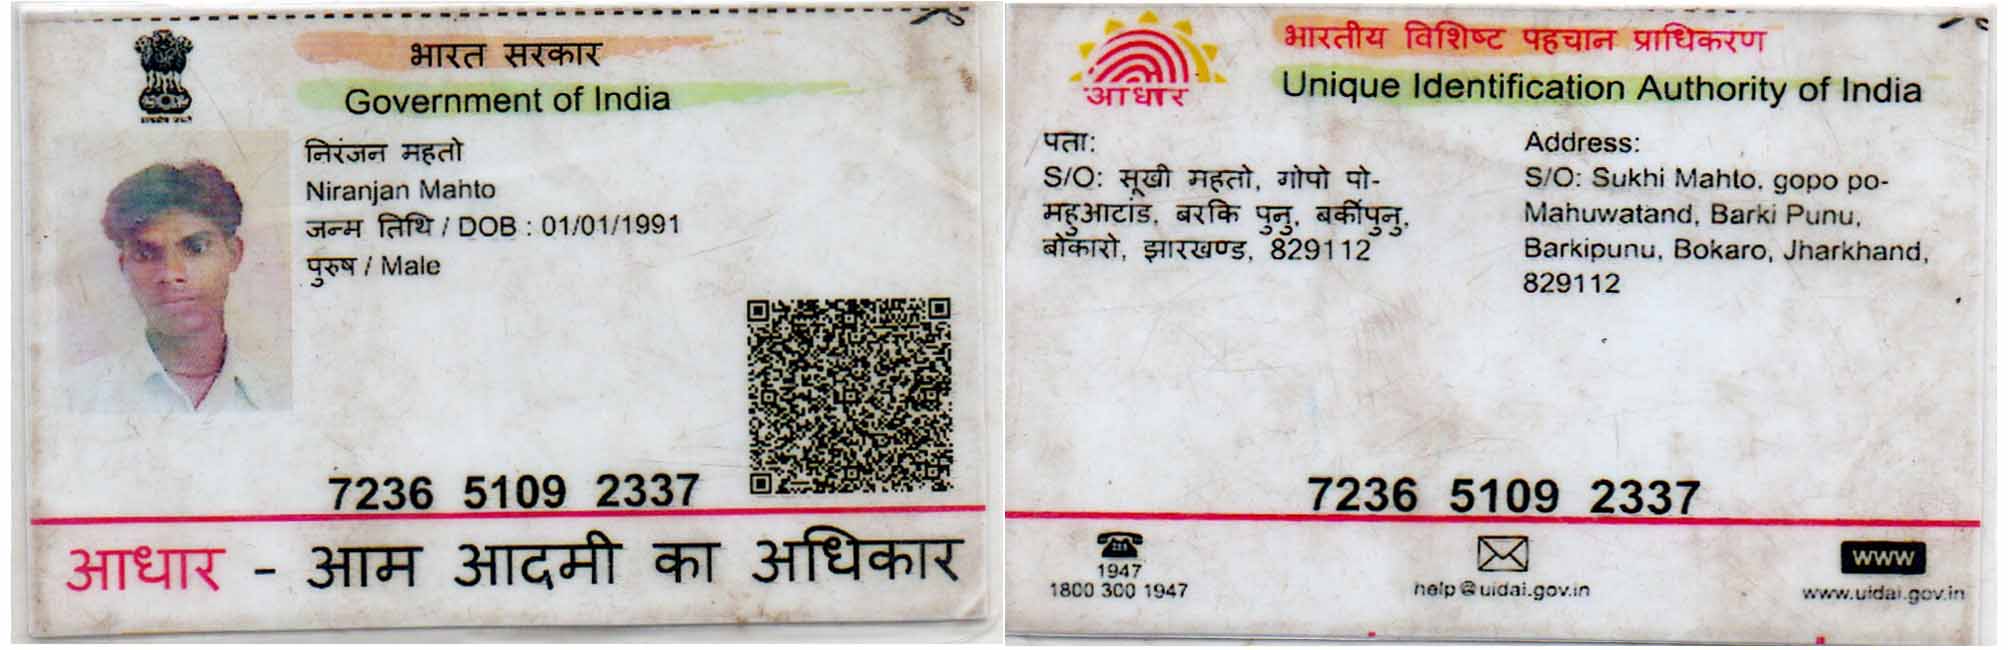 भारत सरकार
Government of India
निरंजन महतो
Niranjan Mahto
जन्म तिथि / DOB : 01/01/1991
पुरुष / Male
7236 5109 2337
आधार - आम आदमी का अधिकार
भारतीय विशिष्ट पहचान प्राधिकरण
Unique Identification Authority of India
आधार
पता:
S/O: सूखी महतो, गोपो पो-
महुआटांड, बरकि पुनु, बर्कीपुनु,
बोकारो, झारखण्ड, 829112
Address:
S/O: Sukhi Mahto, gopo po-
Mahuwatand, Barki Punu,
Barkipunu, Bokaro, Jharkhand,
829112
7236 5109 2337
1947
1800 300 1947
help@uidai.gov.in
WWW
www.uidai.gov.in